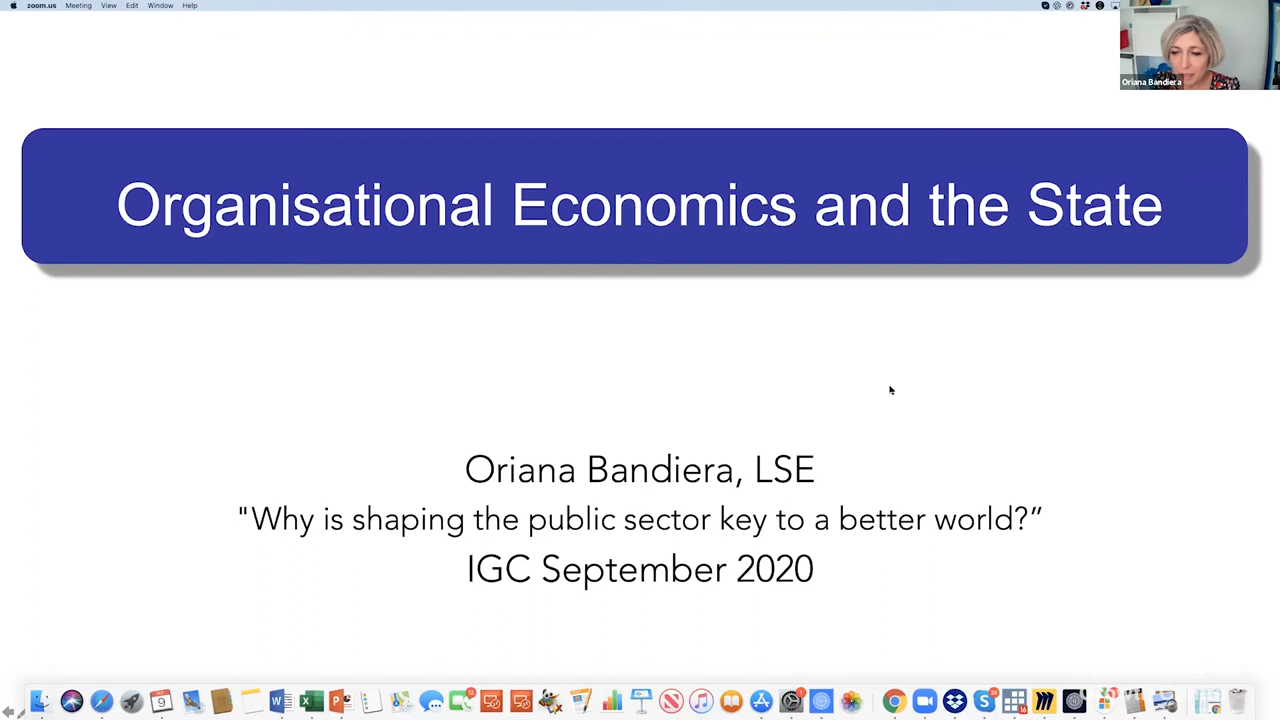 zoom.us Meeting View Edit Window Help
Oriana Bandiera
Organisational Economics and the State
Oriana Bandiera, LSE
"Why is shaping the public sector key to a better world?”
IGC September 2020
9